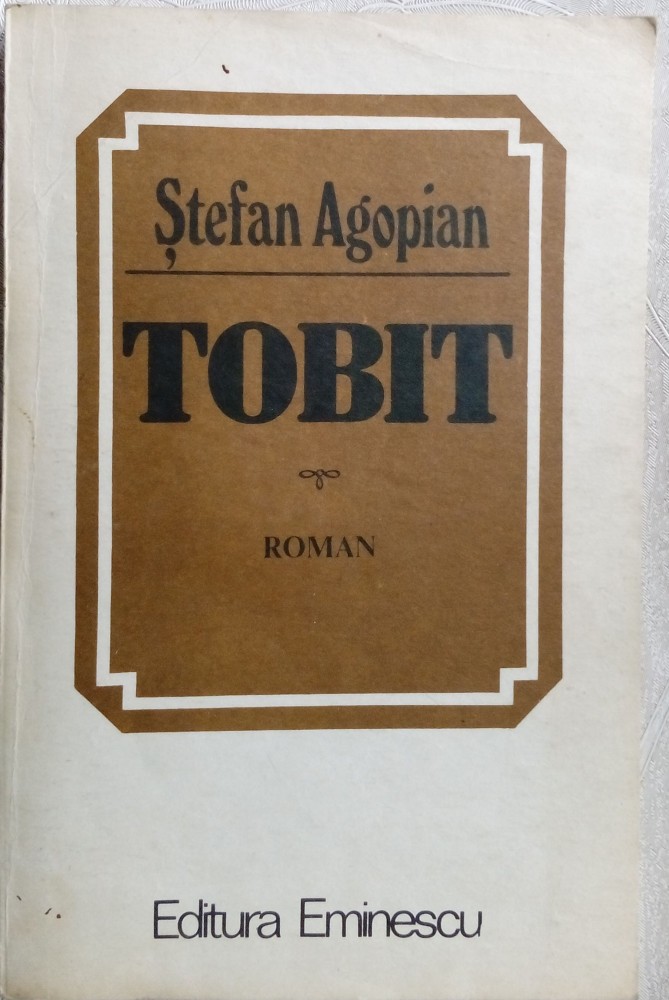 Ștefan Agopian
TOBIT
ROMAN
Editura Eminescu